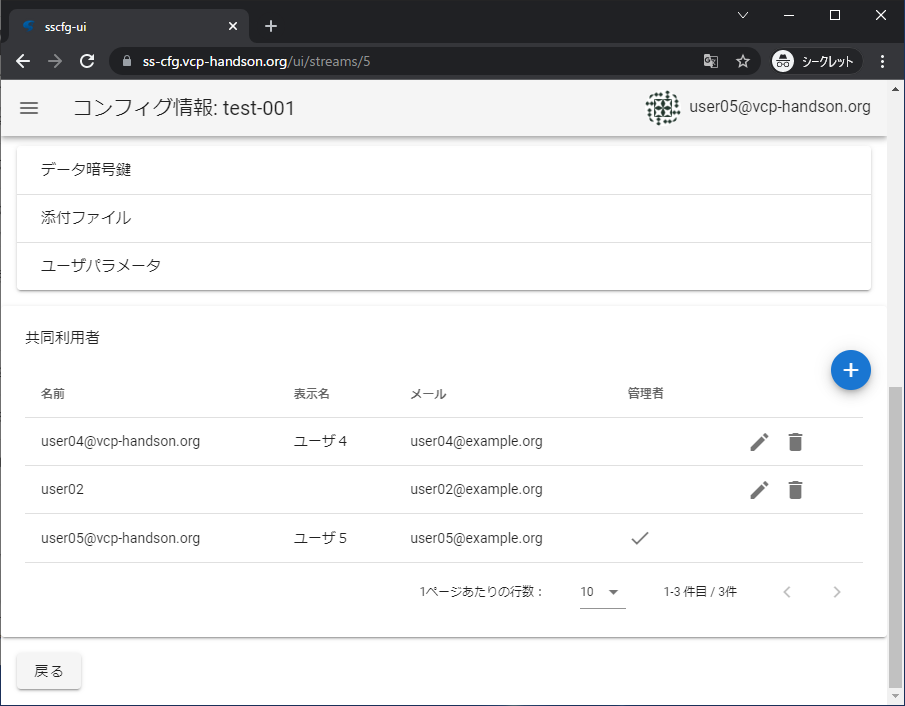 sscfg-ui
ss-cfg.vcp-handson.org/ui/streams/5
シークレット
コンフィグ情報: test-001
user05@vcp-handson.org
データ暗号鍵
添付ファイル
ユーザパラメータ
共同利用者
名前 表示名 メール 管理者
user04@vcp-handson.org ユーザ４ user04@example.org
user02 user02@example.org
user05@vcp-handson.org ユーザ５ user05@example.org
1ページあたりの行数： 10 1-3 件目 / 3件
戻る